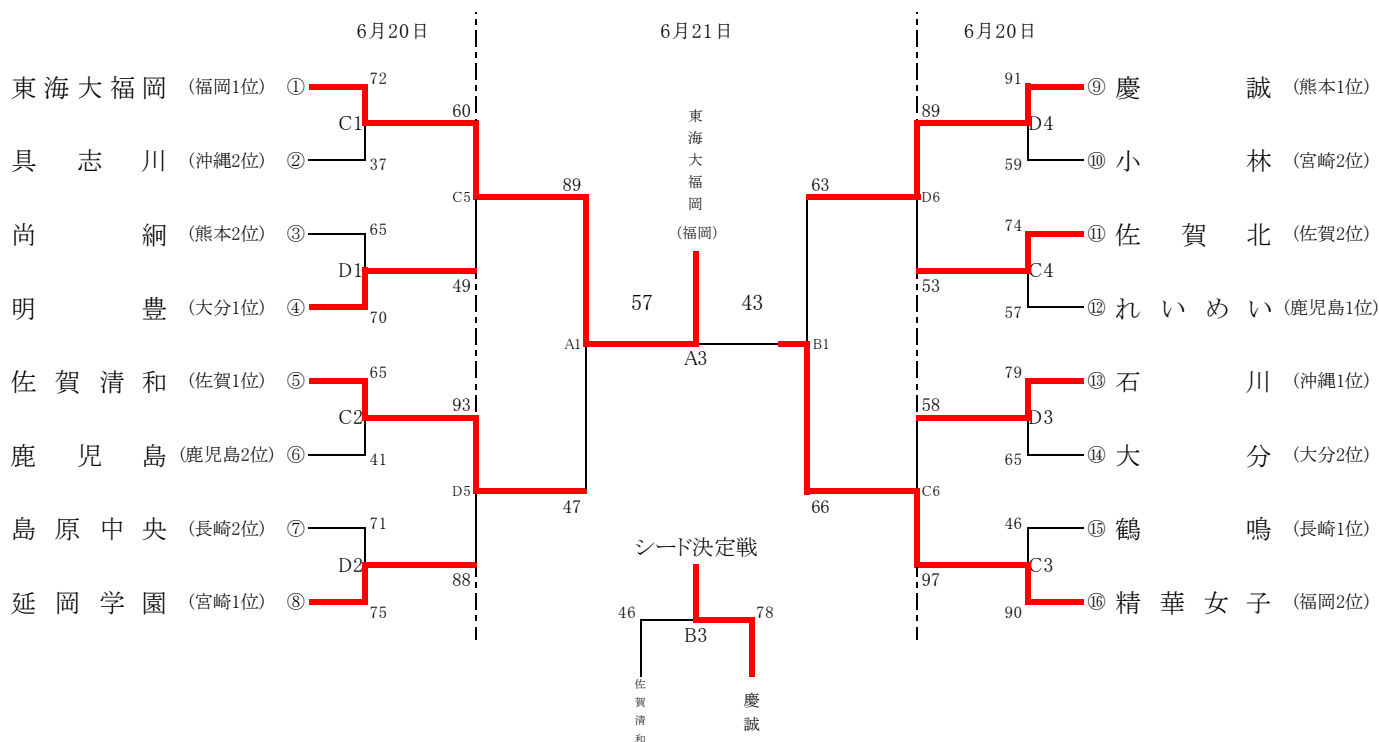 6月20日 6月21日 6月20日
東海大福岡 (福岡1位) ① 72 91 ⑨ 慶誠 (熊本1位)
C1 60 89 D4
具志川 (沖縄2位) ② 37 59 ⑩ 小林 (宮崎2位)
東海大福岡
(福岡)
C5 89 63 D6
尚絅 (熊本2位) ③ 65 74 ⑪ 佐賀北 (佐賀2位)
D1 49 53 C4
明豊 (大分1位) ④ 70 57 ⑫ れいめい (鹿児島1位)
57 43
A1 A3 B1
佐賀清和 (佐賀1位) ⑤ 65 79 ⑬ 石川 (沖縄1位)
C2 93 58 D3
鹿児島 (鹿児島2位) ⑥ 41 65 ⑭ 大分 (大分2位)
D5 47 66 C6
島原中央 (長崎2位) ⑦ 71 46 ⑮ 鶴鳴 (長崎1位)
D2 88 97 C3
延岡学園 (宮崎1位) ⑧ 75 90 ⑯ 精華女子 (福岡2位)
シード決定戦
46 B3 78
佐賀清和 慶誠